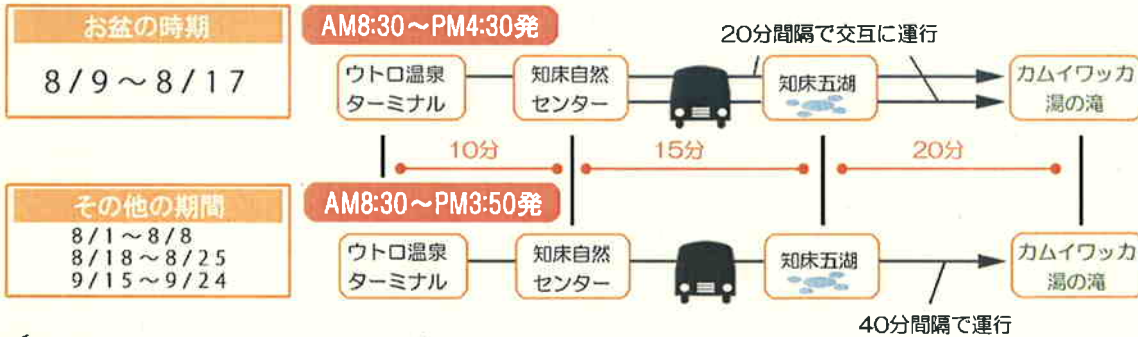 お盆の時期
8/9～8/17
AM8:30～PM4:30発
20分間隔で交互に運行
ウトロ温泉
ターミナル
知床自然
センター
知床五湖
カムイワッカ
湯の滝
10分
15分
20分
その他の期間
8/1～8/8
8/18～8/25
9/15～9/24
AM8:30～PM3:50発
ウトロ温泉
ターミナル
知床自然
センター
知床五湖
カムイワッカ
湯の滝
40分間隔で運行